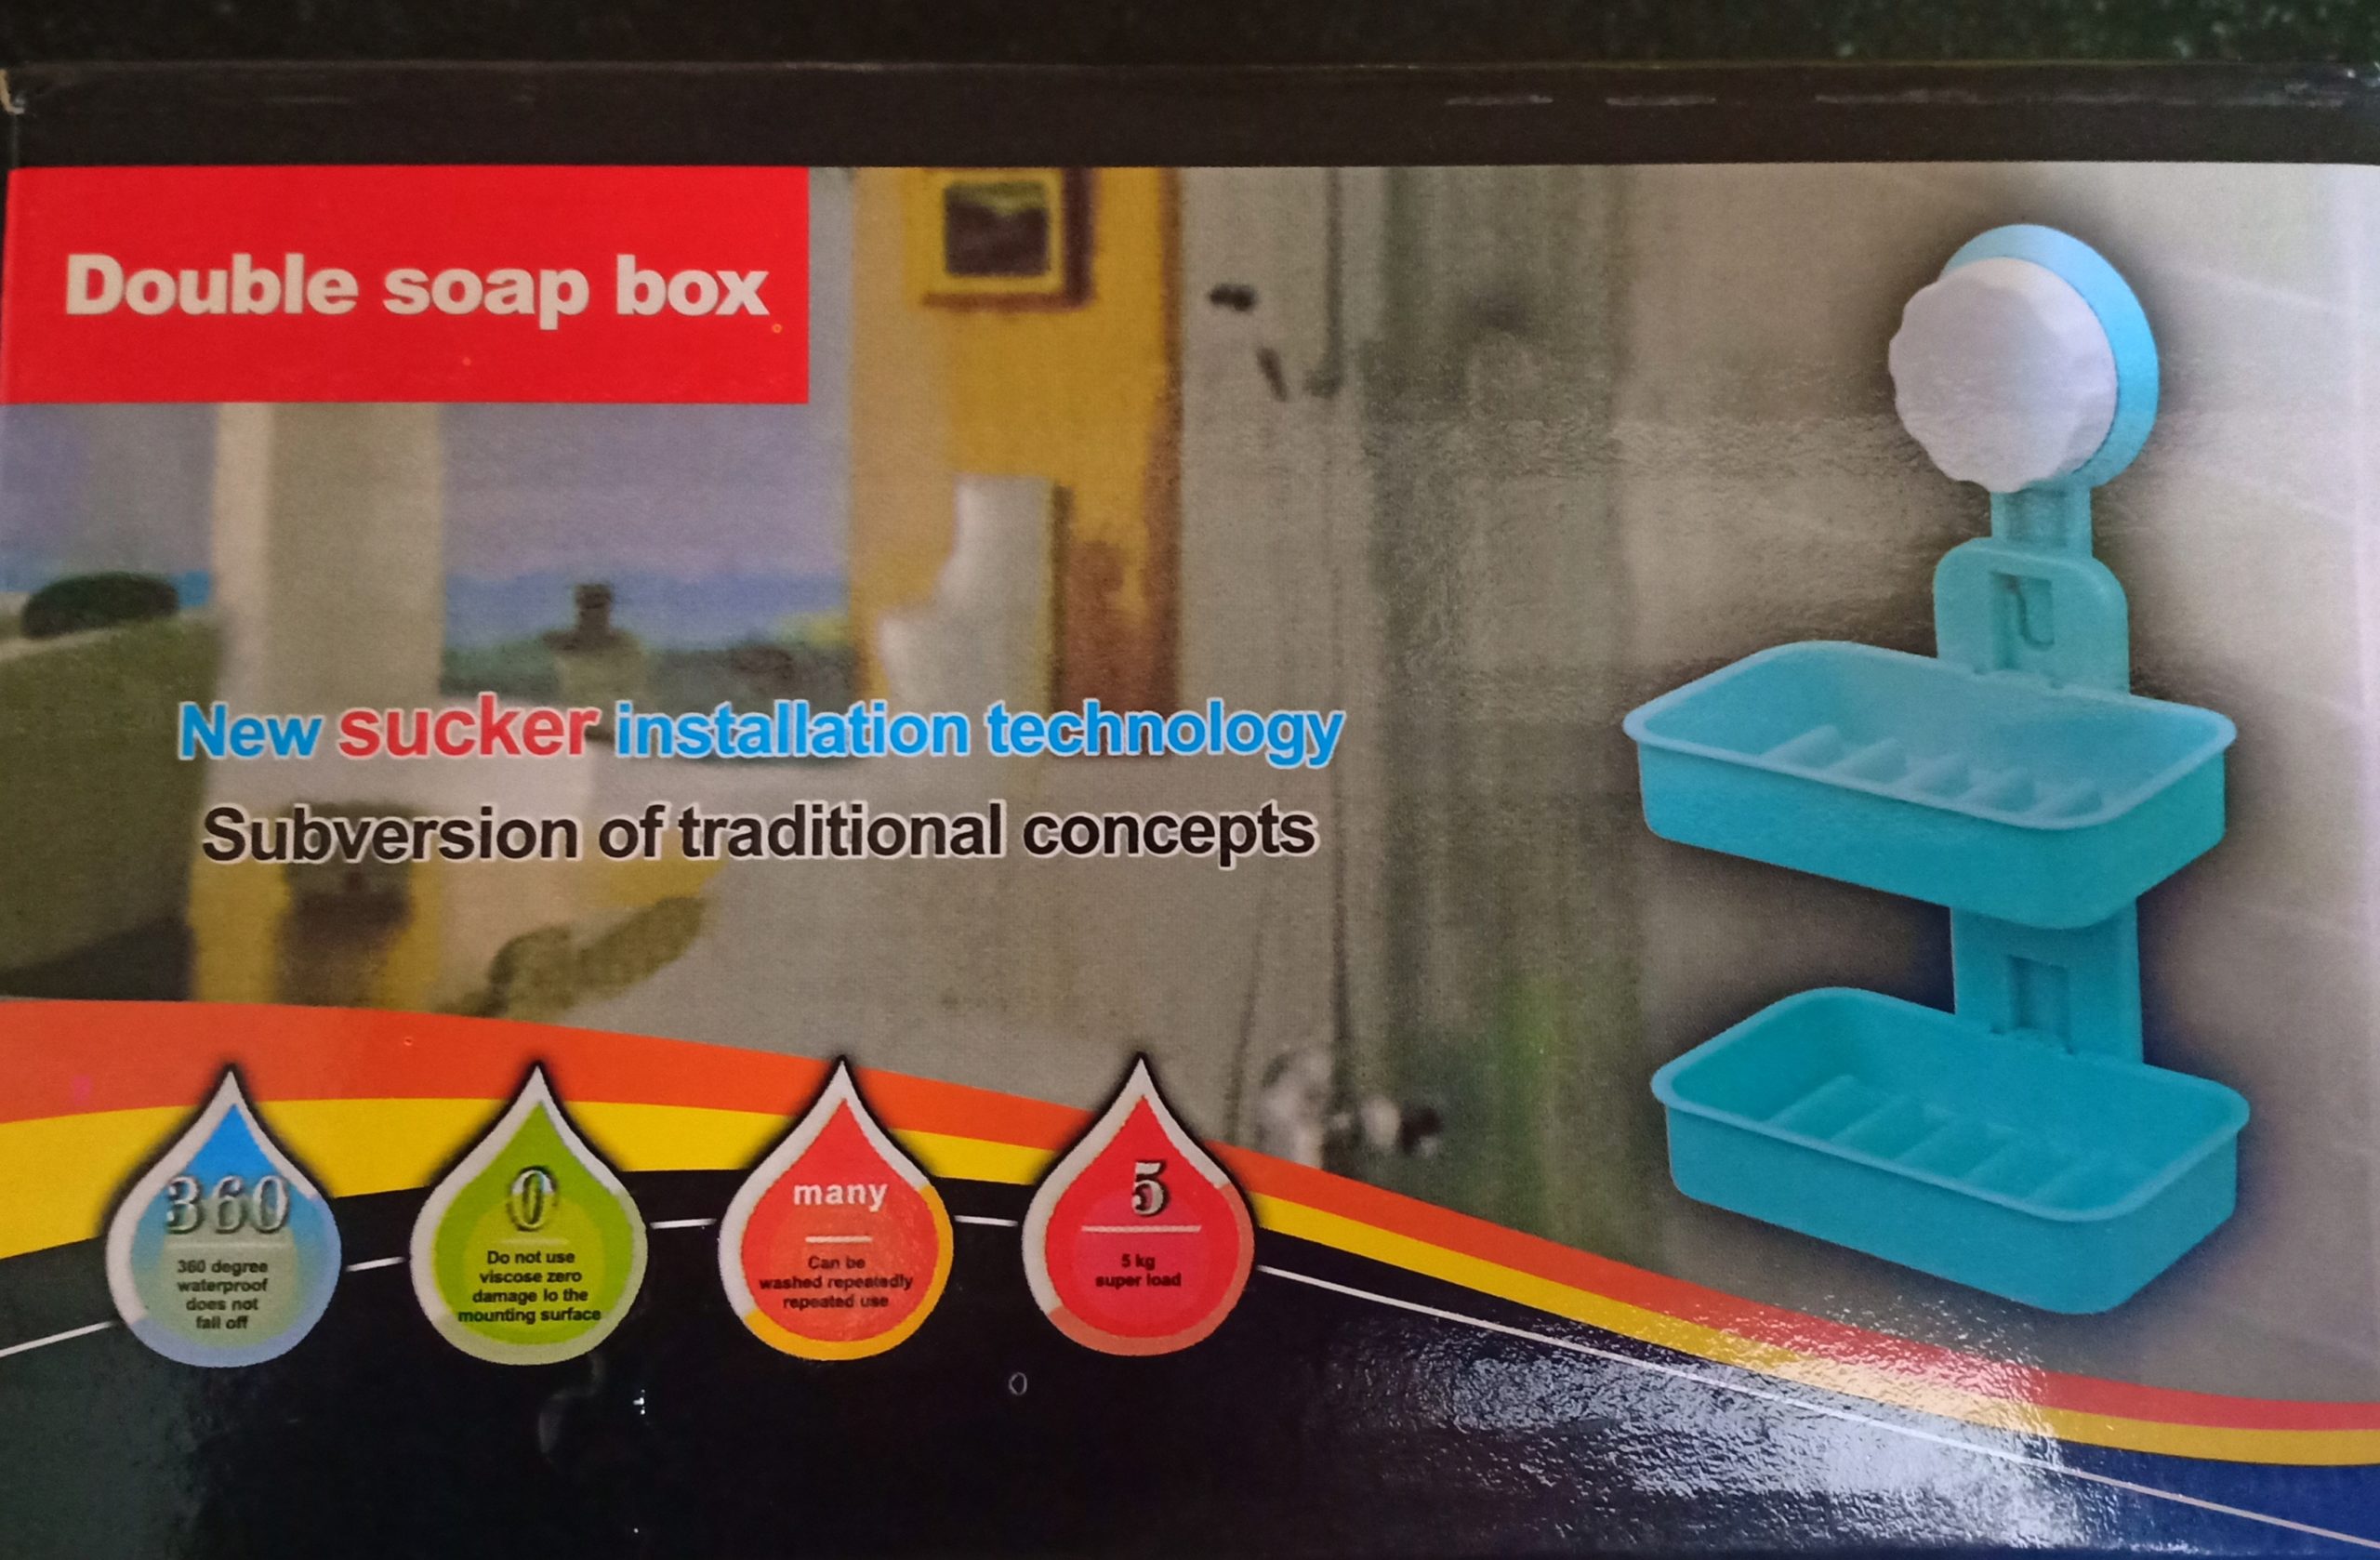 Double soap box
New sucker installation technology
Subversion of traditional concepts
360
360 degree
waterproof
does not
fall off
0
Do not use
viscose zero
damage lo the
mounting surface
many
Can be
washed repeatedly
repeated use
5
5 kg
super load